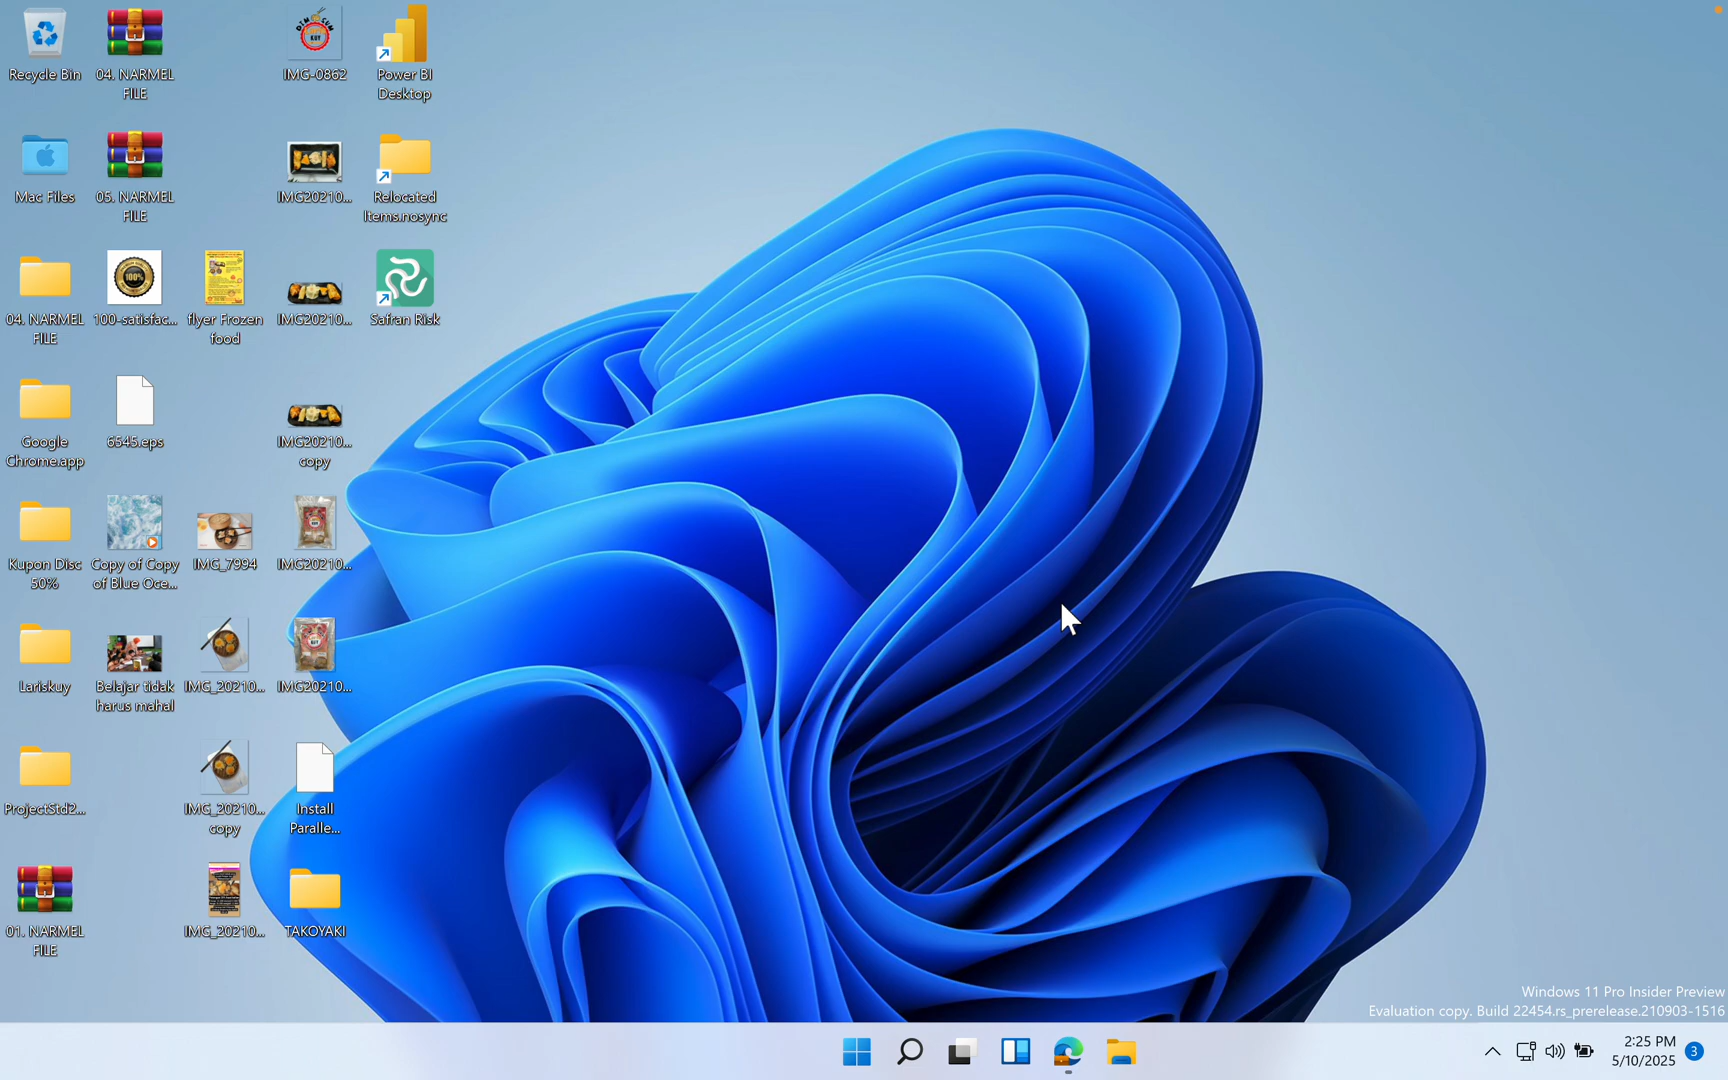 Recycle Bin
04. NARMEL
FILE
IMG-0862
Power BI
Desktop
Mac Files
05. NARMEL
FILE
IMG20210...
Relocated
Items.nosync
04. NARMEL
FILE
100-satisfac...
flyer Frozen
food
IMG20210...
Safran Risk
Google
Chrome.app
6545.eps
IMG20210...
copy
Kupon Disc
50%
Copy of Copy
of Blue Oce...
IMG_7994
IMG20210...
Lariskuy
Belajar tidak
harus mahal
IMG_20210...
IMG20210...
ProjectStd2...
IMG_20210...
copy
Install
Paralle...
01. NARMEL
FILE
IMG_20210...
TAKOYAKI
Windows 11 Pro Insider Preview
Evaluation copy. Build 22454.rs_prerelease.210903-1516
2:25 PM
5/10/2025
3